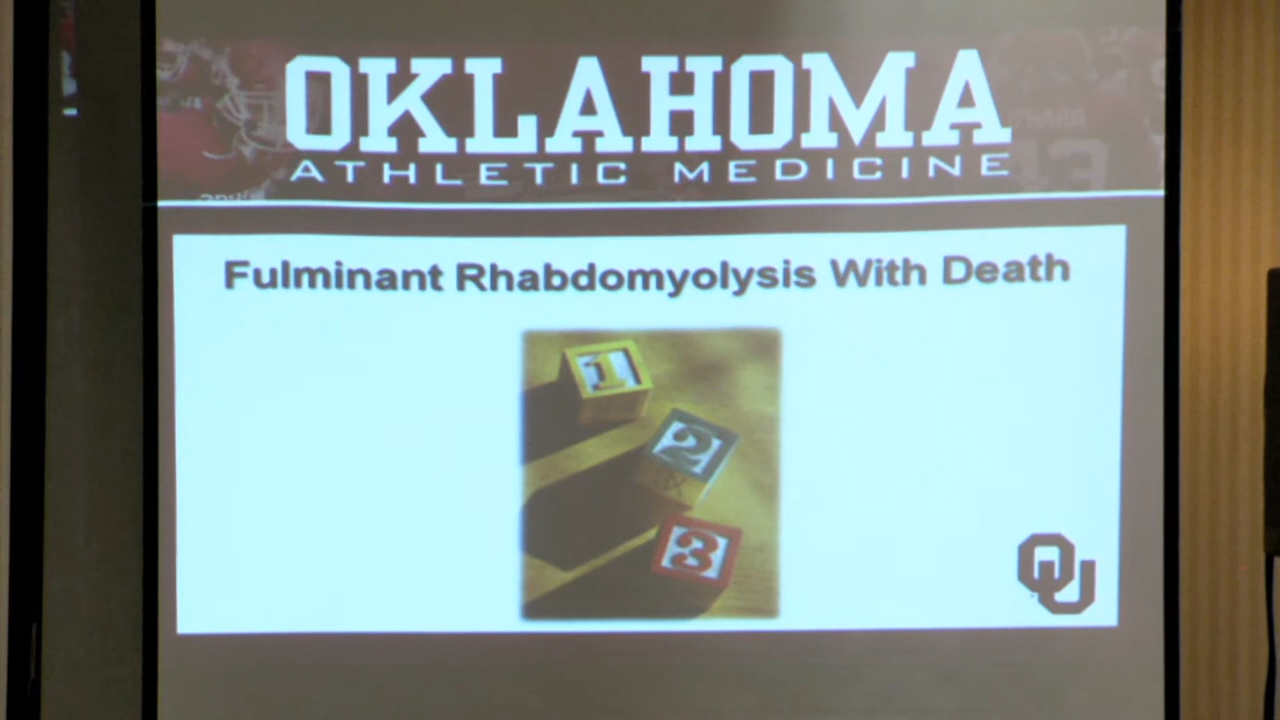 OKLAHOMA
ATHLETIC MEDICINE
Fulminant Rhabdomyolysis With Death
1
2
3
OU